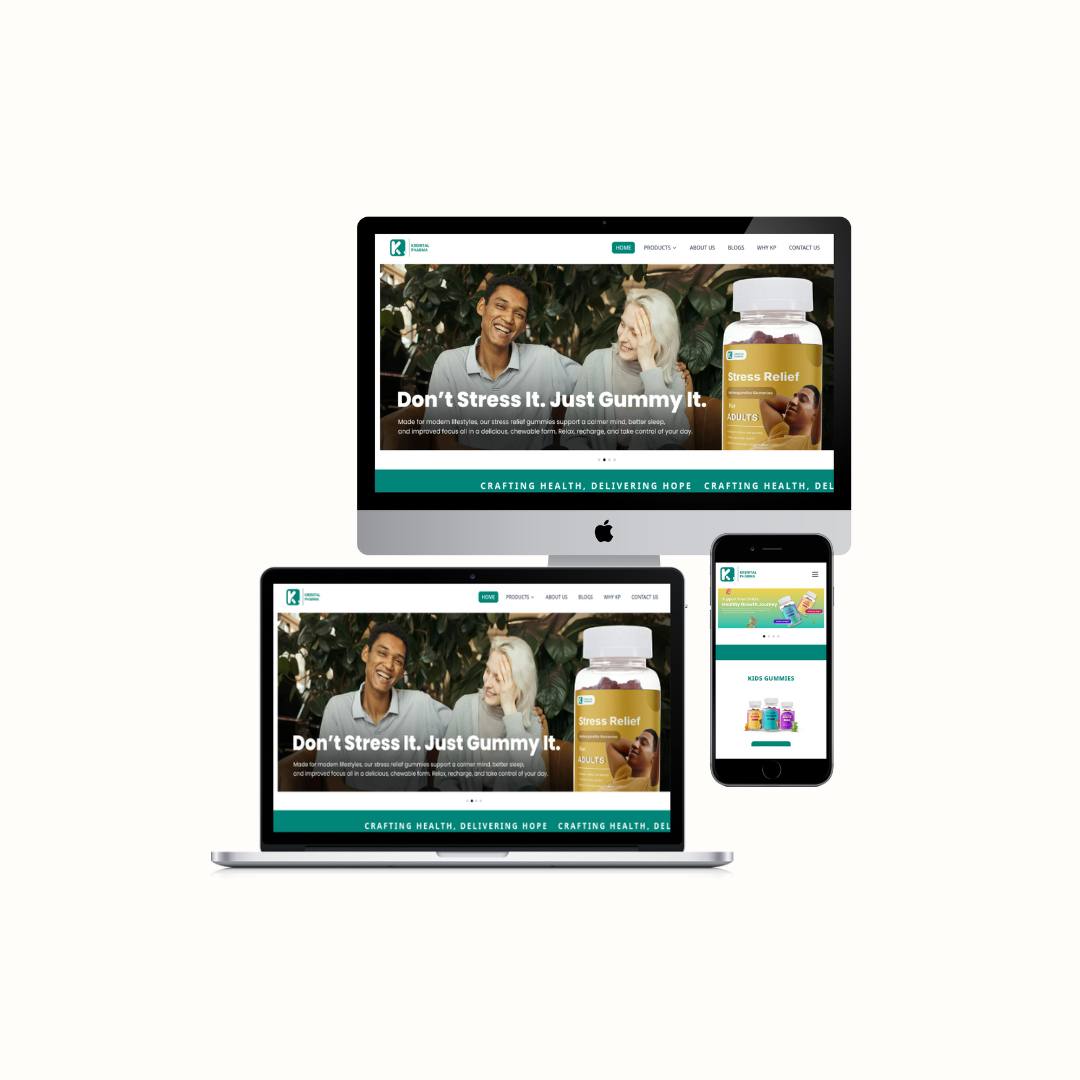 KRENITAL
PHARMA
HOME PRODUCTS ABOUT US BLOGS WHY KP CONTACT US
Stress Relief
Ashwagandha Gummies
For
ADULTS
Don't Stress It. Just Gummy It.
Made for modern lifestyles, our stress relief gummies support a calmer mind, better sleep,
and improved focus all in a delicious, chewable form. Relax, recharge, and take control of your day.
CRAFTING HEALTH, DELIVERING HOPE CRAFTING HEALTH, DEL
KRENITAL
PHARMA
HOME PRODUCTS ABOUT US BLOGS WHY KP CONTACT US
Stress Relief
Ashwagandha Gummies
For
ADULTS
Don't Stress It. Just Gummy It.
Made for modern lifestyles, our stress relief gummies support a calmer mind, better sleep,
and improved focus all in a delicious, chewable form. Relax, recharge, and take control of your day.
CRAFTING HEALTH, DELIVERING HOPE CRAFTING HEALTH, DEL
KRENITAL
PHARMA
Support Your Child's
Healthy Growth Journey
KIDS GUMMIES